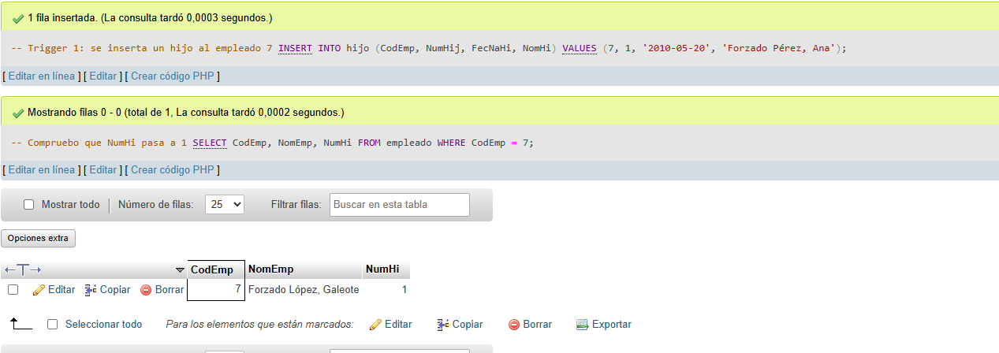 1 fila insertada. (La consulta tardó 0,0003 segundos.)
-- Trigger 1: se inserta un hijo al empleado 7 INSERT INTO hijo (CodEmp, NumHij, FecNaHi, NomHi) VALUES (7, 1, '2010-05-20', 'Forzado Pérez, Ana');
[ Editar en línea ] [ Editar ] [ Crear código PHP ]
Mostrando filas 0 - 0 (total de 1, La consulta tardó 0,0002 segundos.)
-- Compruebo que NumHi pasa a 1 SELECT CodEmp, NomEmp, NumHi FROM empleado WHERE CodEmp = 7;
[ Editar en línea ] [ Editar ] [ Crear código PHP ]
Mostrar todo | Número de filas: 25 Filtrar filas: Buscar en esta tabla
Opciones extra
CodEmp NomEmp NumHi
Editar Copiar Borrar 7 Forzado López, Galeote 1
Seleccionar todo Para los elementos que están marcados: Editar Copiar Borrar Exportar